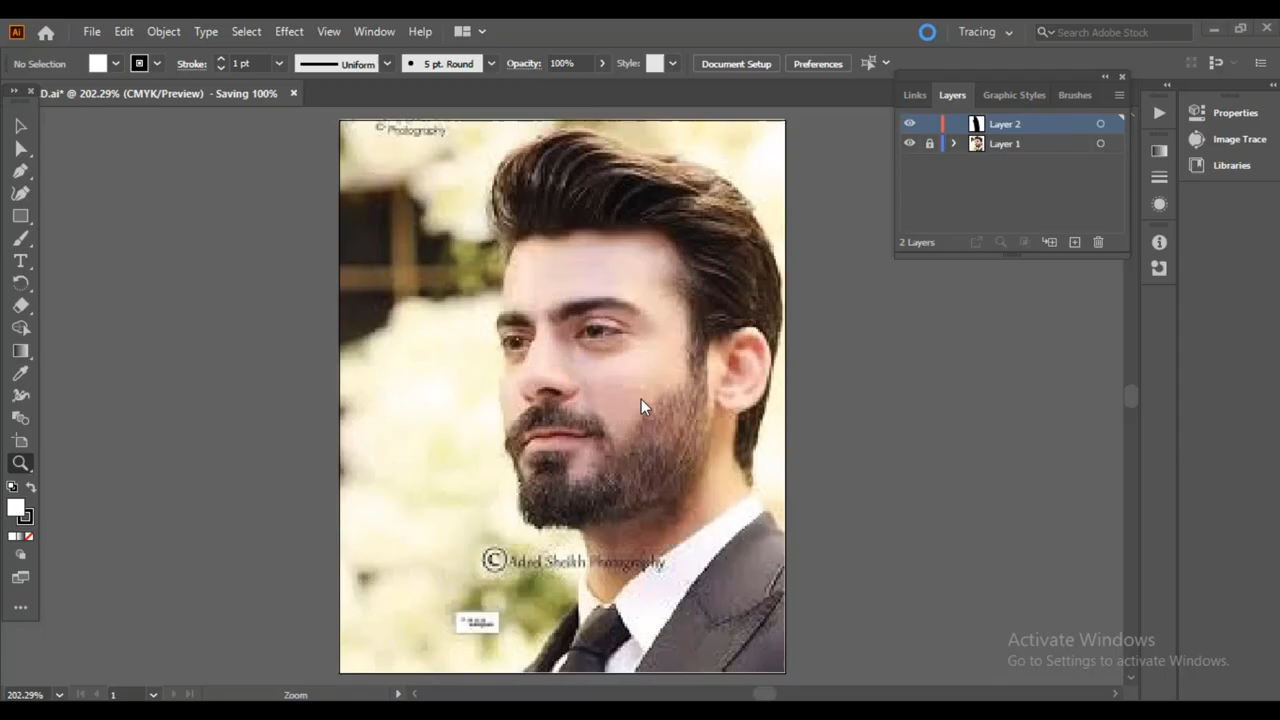 Ai File Edit Object Type Select Effect View Window Help Tracing Search Adobe Stock
No Selection Stroke: 1 pt Uniform 5 pt. Round Opacity: 100% Style: Document Setup Preferences
D.ai* @ 202.29% (CMYK/Preview) - Saving 100%
Links Layers Graphic Styles Brushes
Layer 2
Layer 1
2 Layers
Properties
Image Trace
Libraries
© Photography
© Adeel Sheikh Photography
Activate Windows
Go to Settings to activate Windows.
202.29% 1 Zoom